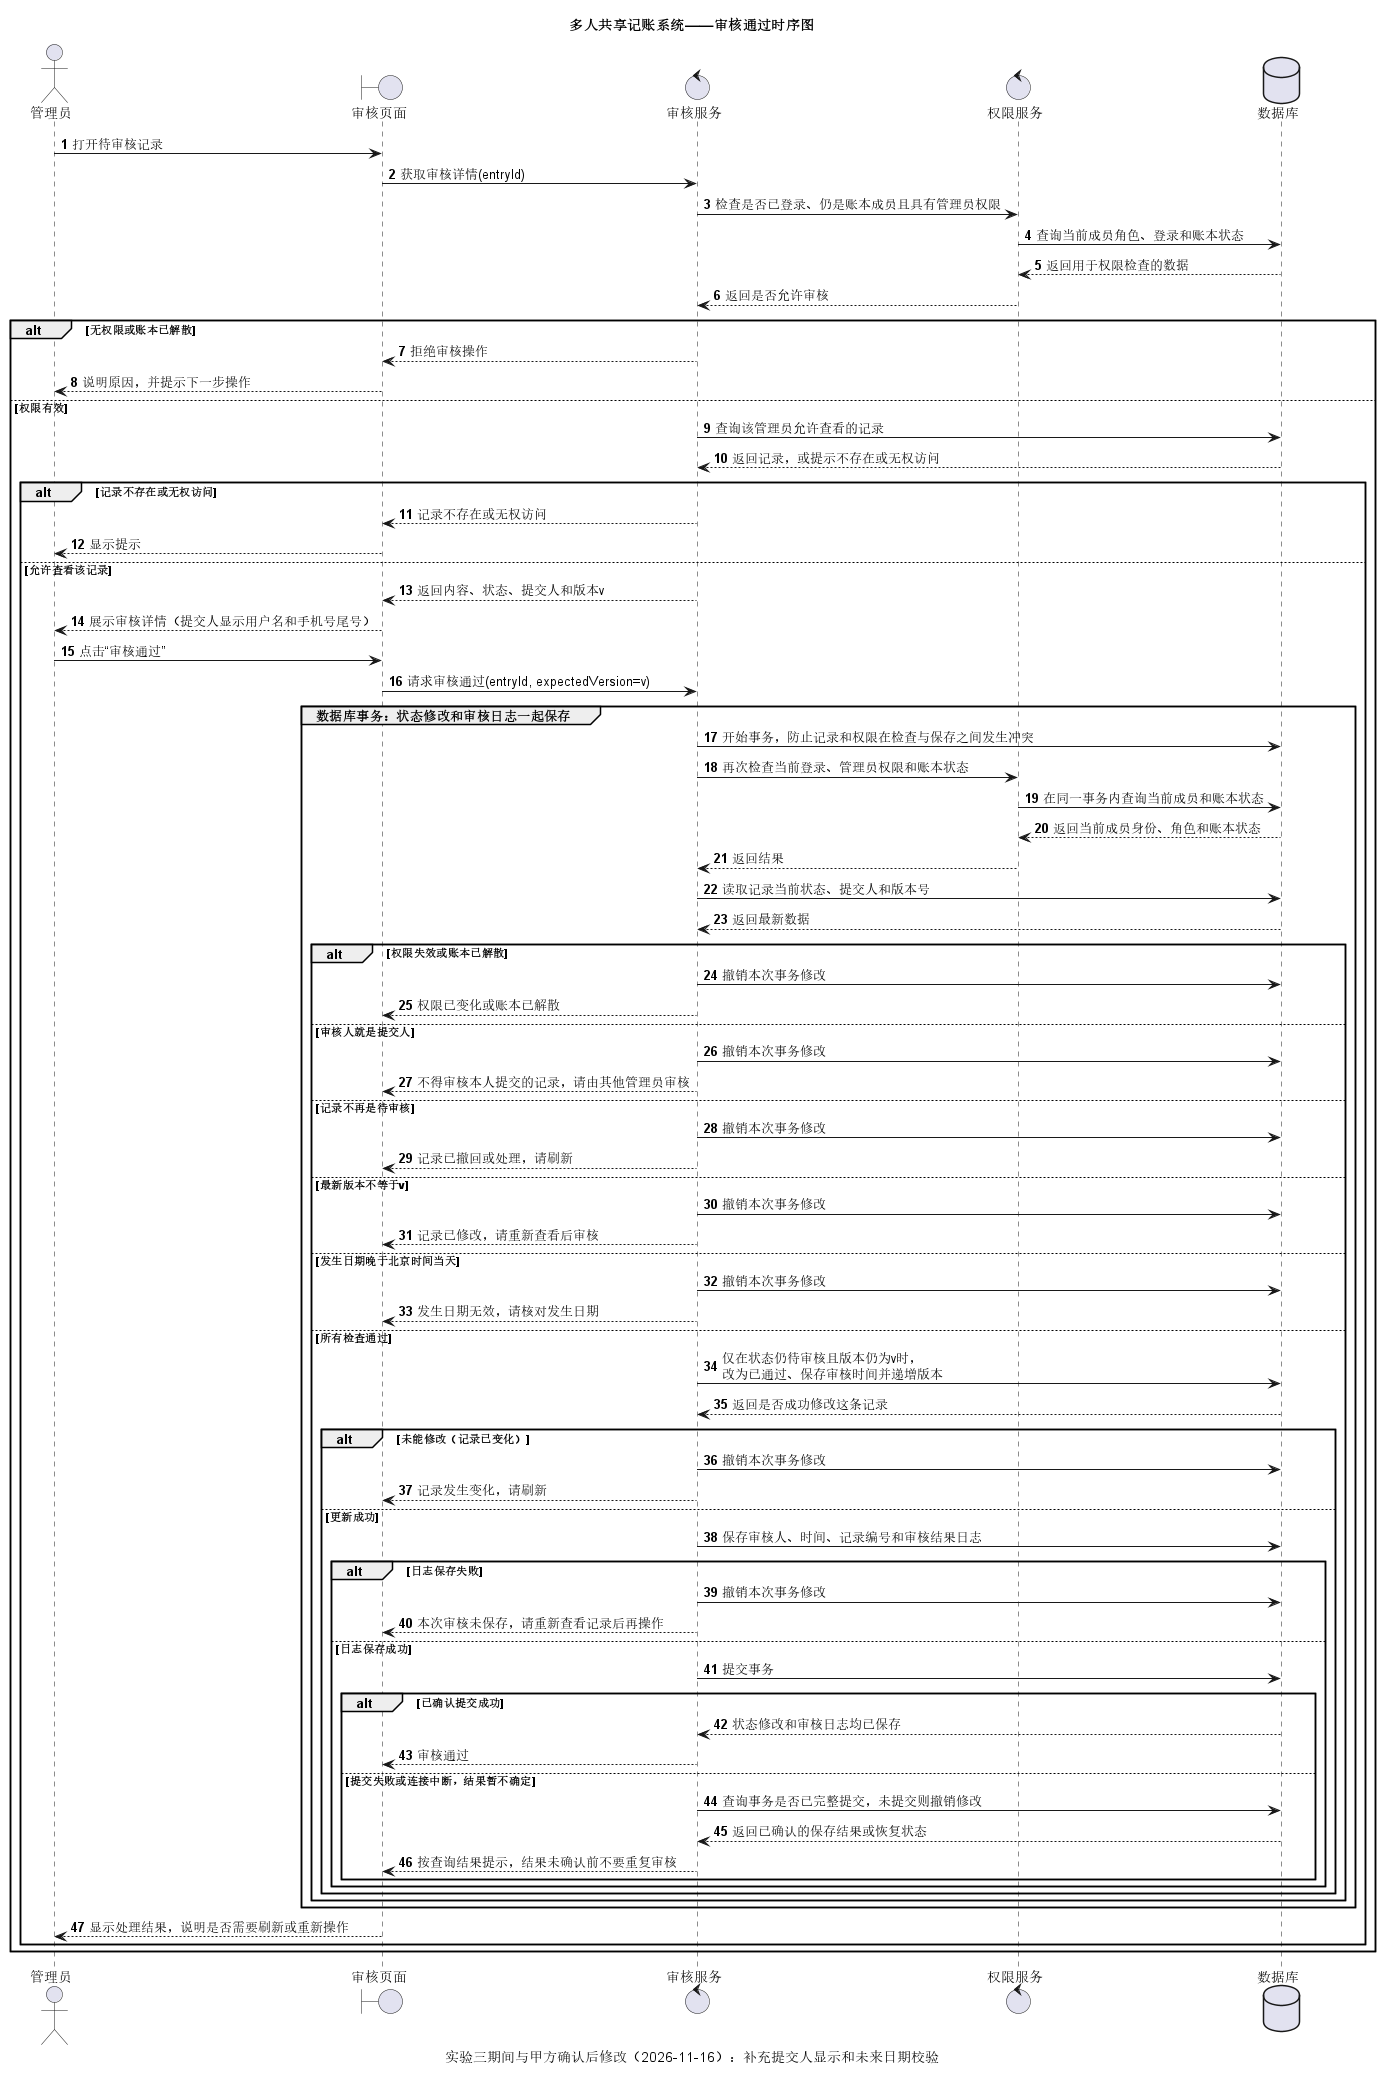 多人共享记账系统——审核通过时序图
管理员
审核页面
审核服务
权限服务
数据库
1 打开待审核记录
2 获取审核详情(entryId)
3 检查是否已登录、仍是账本成员且具有管理员权限
4 查询当前成员角色、登录和账本状态
5 返回用于权限检查的数据
6 返回是否允许审核
alt [无权限或账本已解散]
7 拒绝审核操作
8 说明原因，并提示下一步操作
[权限有效]
9 查询该管理员允许查看的记录
10 返回记录，或提示不存在或无权访问
alt [记录不存在或无权访问]
11 记录不存在或无权访问
12 显示提示
[允许查看该记录]
13 返回内容、状态、提交人和版本v
14 展示审核详情（提交人显示用户名和手机号尾号）
15 点击“审核通过”
16 请求审核通过(entryId, expectedVersion=v)
数据库事务：状态修改和审核日志一起保存
17 开始事务，防止记录和权限在检查与保存之间发生冲突
18 再次检查当前登录、管理员权限和账本状态
19 在同一事务内查询当前成员和账本状态
20 返回当前成员身份、角色和账本状态
21 返回结果
22 读取记录当前状态、提交人和版本号
23 返回最新数据
alt [权限失效或账本已解散]
24 撤销本次事务修改
25 权限已变化或账本已解散
[审核人就是提交人]
26 撤销本次事务修改
27 不得审核本人提交的记录，请由其他管理员审核
[记录不再是待审核]
28 撤销本次事务修改
29 记录已撤回或处理，请刷新
[最新版本不等于v]
30 撤销本次事务修改
31 记录已修改，请重新查看后审核
[发生日期晚于北京时间当天]
32 撤销本次事务修改
33 发生日期无效，请核对发生日期
[所有检查通过]
34 仅在状态仍待审核且版本仍为v时，
改为已通过、保存审核时间并递增版本
35 返回是否成功修改这条记录
alt [未能修改（记录已变化）]
36 撤销本次事务修改
37 记录发生变化，请刷新
[更新成功]
38 保存审核人、时间、记录编号和审核结果日志
alt [日志保存失败]
39 撤销本次事务修改
40 本次审核未保存，请重新查看记录后再操作
[日志保存成功]
41 提交事务
alt [已确认提交成功]
42 状态修改和审核日志均已保存
43 审核通过
[提交失败或连接中断，结果暂不确定]
44 查询事务是否已完整提交，未提交则撤销修改
45 返回已确认的保存结果或恢复状态
46 按查询结果提示，结果未确认前不要重复审核
47 显示处理结果，说明是否需要刷新或重新操作
管理员
审核页面
审核服务
权限服务
数据库
实验三期间与甲方确认后修改（2026-11-16）：补充提交人显示和未来日期校验